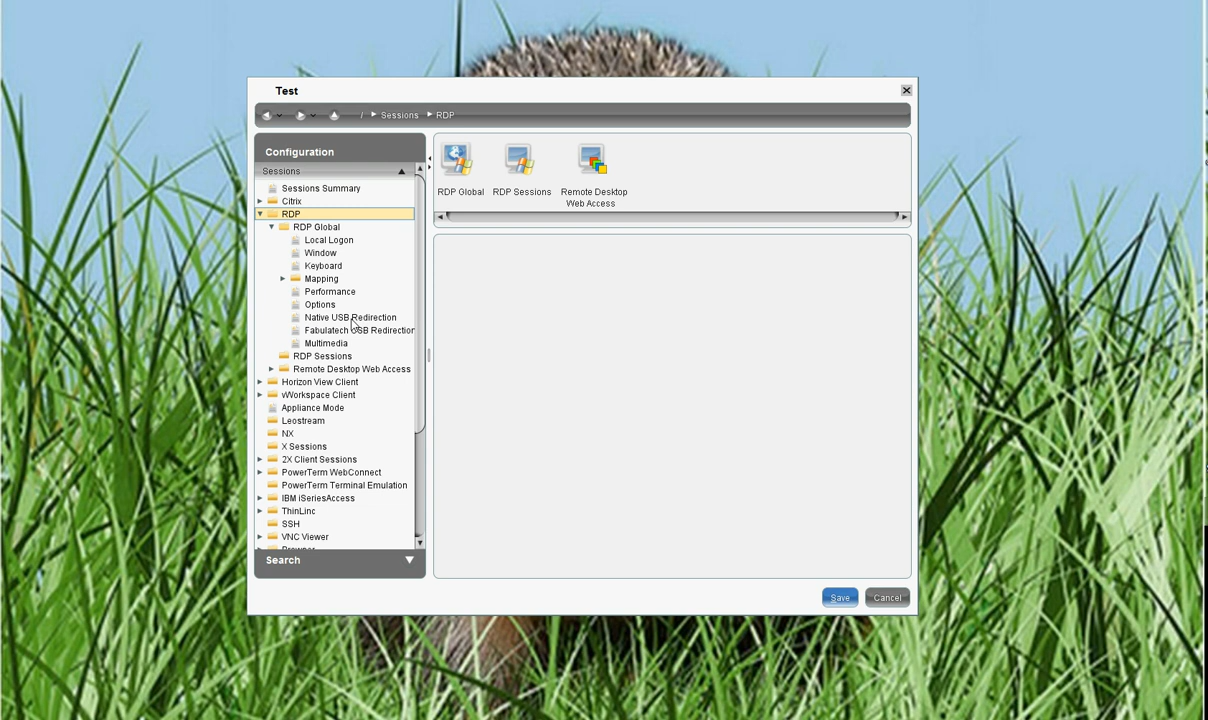 Test
/ Sessions RDP
Configuration
Sessions
Sessions Summary
Citrix
RDP
RDP Global
Local Logon
Window
Keyboard
Mapping
Performance
Options
Native USB Redirection
Fabulatech USB Redirection
Multimedia
RDP Sessions
Remote Desktop Web Access
Horizon View Client
vWorkspace Client
Appliance Mode
Leostream
NX
X Sessions
2X Client Sessions
PowerTerm WebConnect
PowerTerm Terminal Emulation
IBM iSeriesAccess
ThinLinc
SSH
VNC Viewer
Browser
Search
RDP Global
RDP Sessions
Remote Desktop
Web Access
Save
Cancel